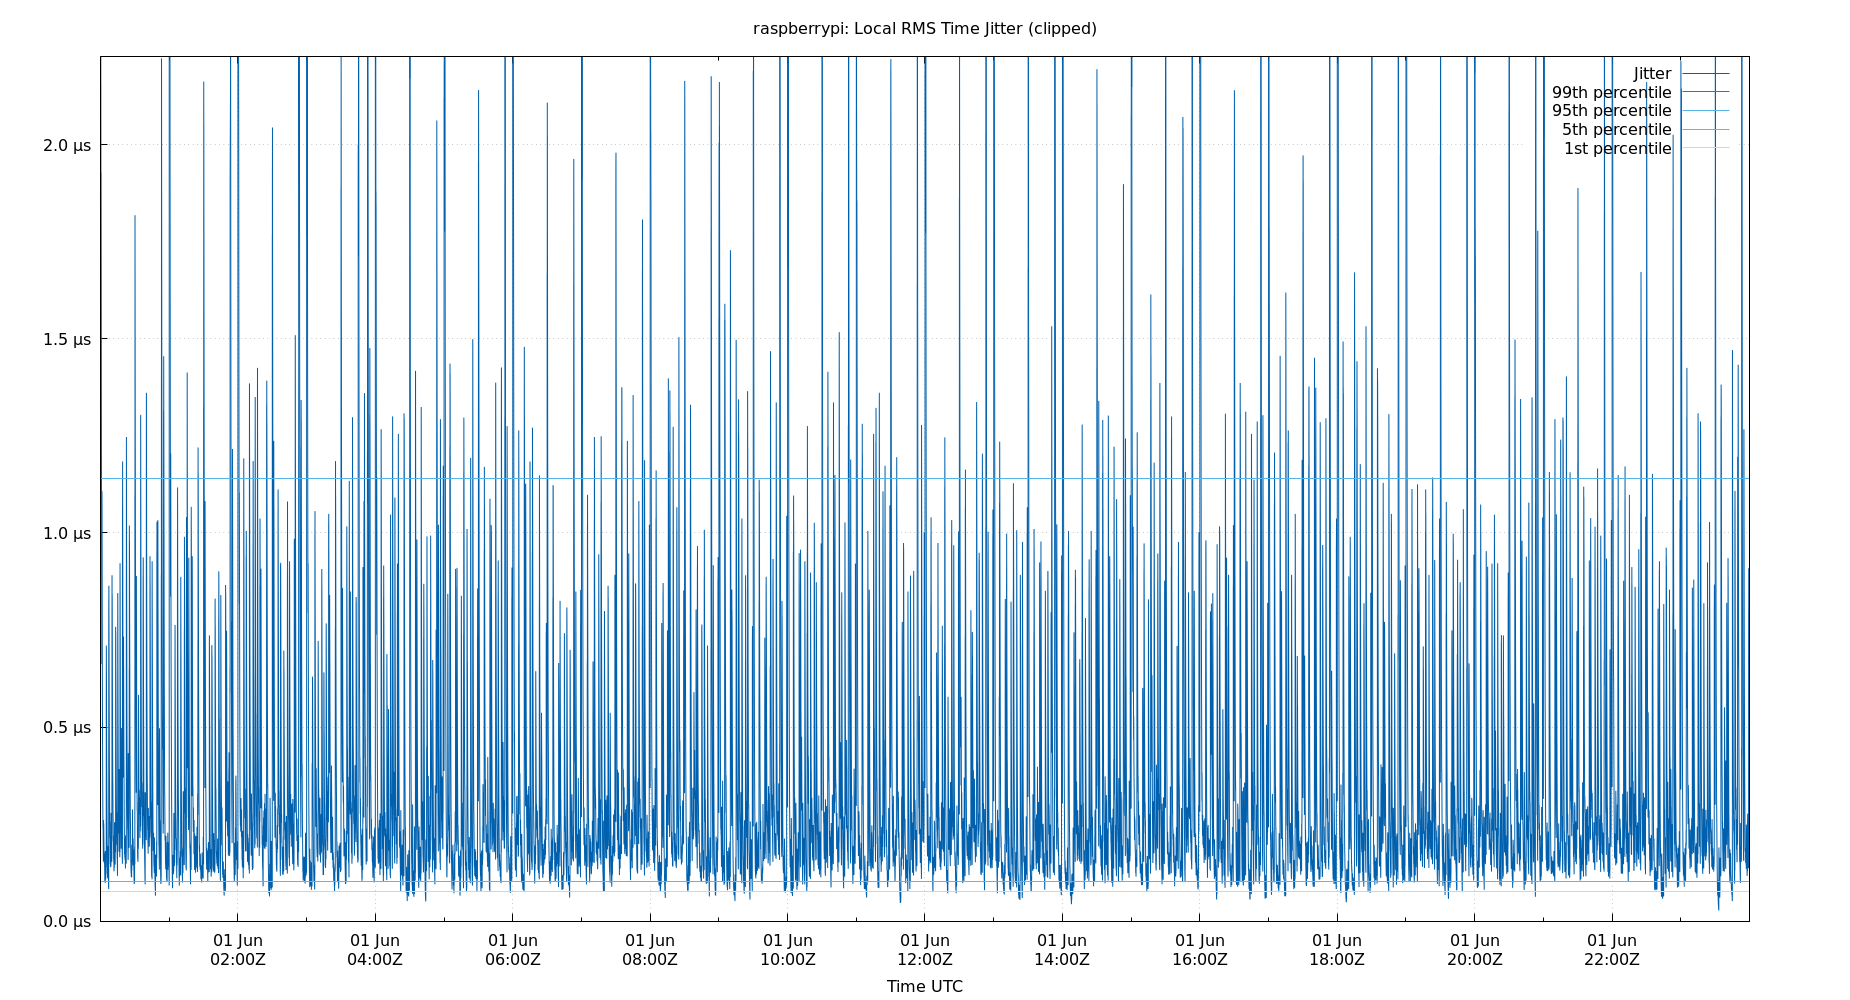 raspberrypi: Local RMS Time Jitter (clipped)
Jitter
99th percentile
95th percentile
5th percentile
1st percentile
2.0 µs
1.5 µs
1.0 µs
0.5 µs
0.0 µs
01 Jun 01 Jun 01 Jun 01 Jun 01 Jun 01 Jun 01 Jun 01 Jun 01 Jun 01 Jun 01 Jun
02:00Z 04:00Z 06:00Z 08:00Z 10:00Z 12:00Z 14:00Z 16:00Z 18:00Z 20:00Z 22:00Z
Time UTC